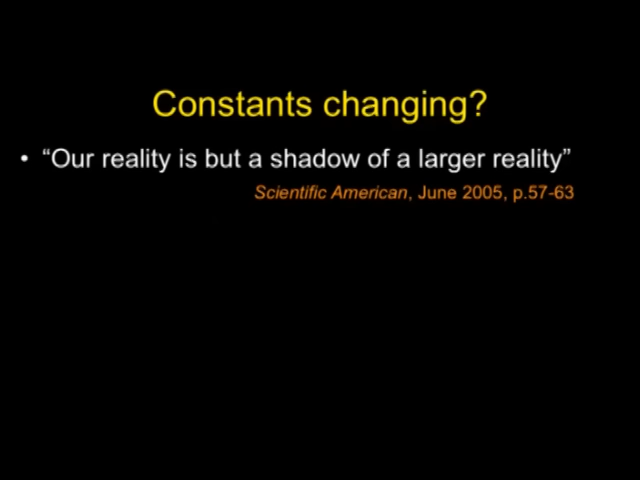 Constants changing?
• “Our reality is but a shadow of a larger reality”
Scientific American, June 2005, p.57-63